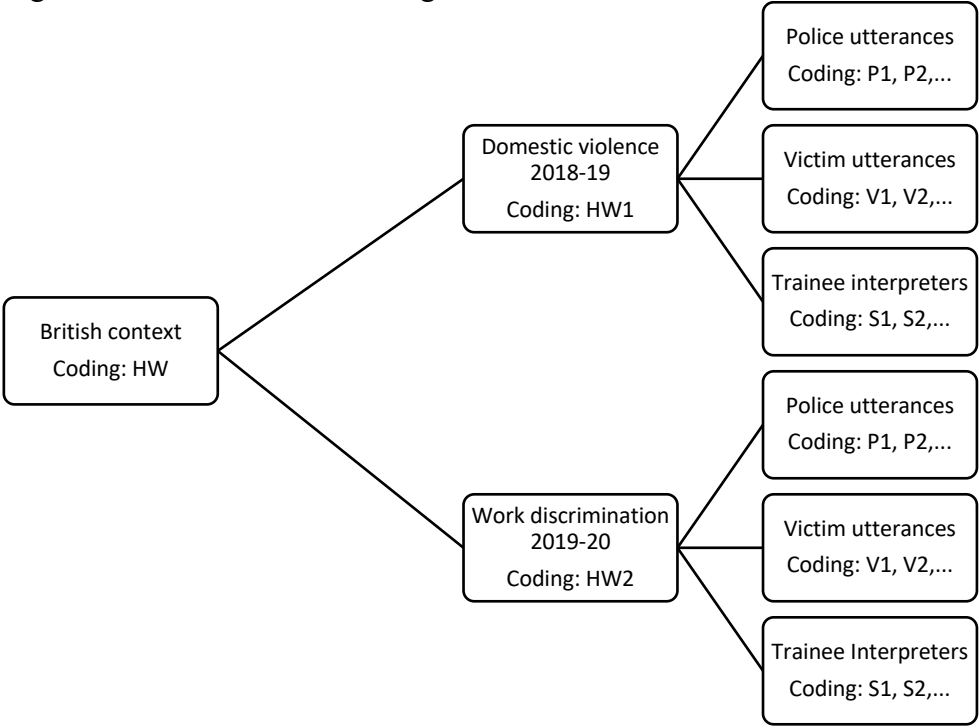 British context
Coding: HW
Domestic violence
2018-19
Coding: HW1
Police utterances
Coding: P1, P2,...
Victim utterances
Coding: V1, V2,...
Trainee interpreters
Coding: S1, S2,...
Work discrimination
2019-20
Coding: HW2
Police utterances
Coding: P1, P2,...
Victim utterances
Coding: V1, V2,...
Trainee Interpreters
Coding: S1, S2,...